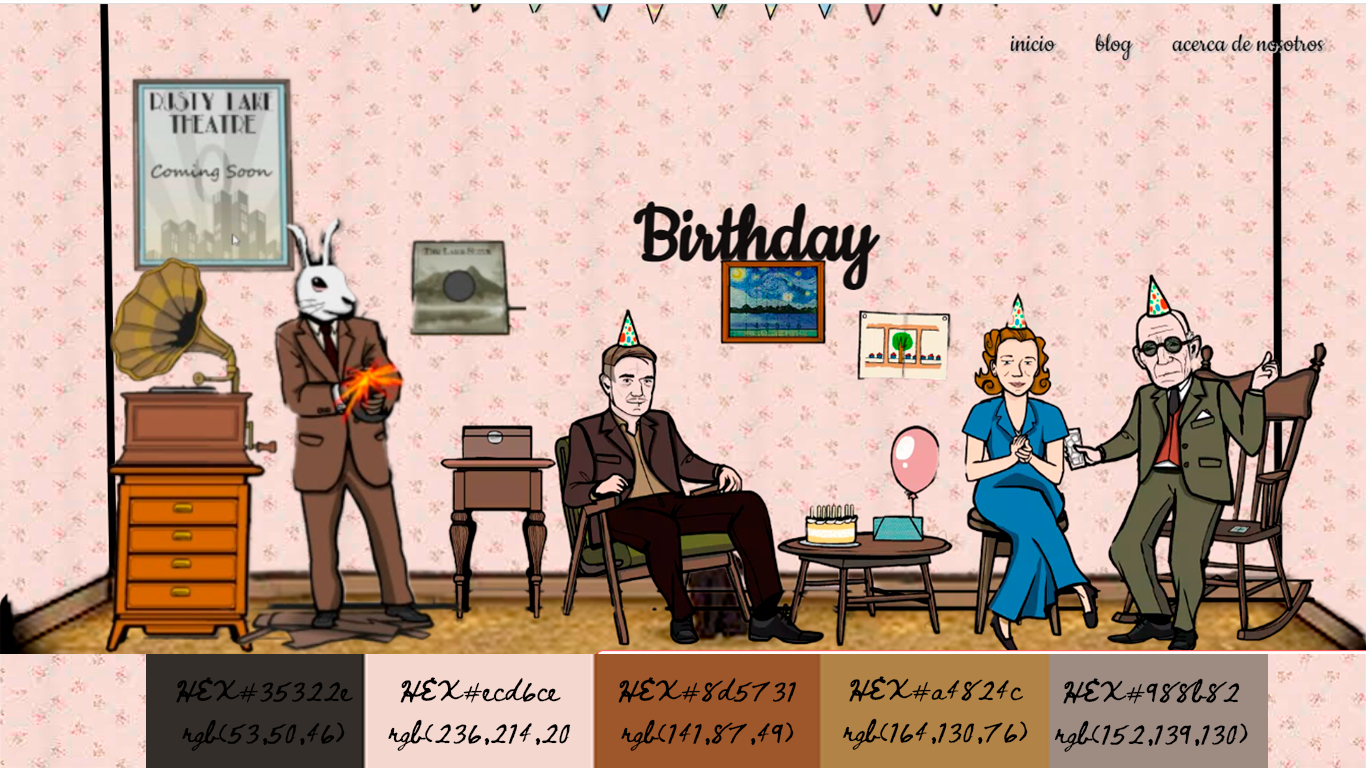 inicio blog acerca de nosotros
RUSTY LAKE
THEATRE
Coming Soon
Birthday
HEX#35322e HEX#ecd6ce HEX#8d5731 HEX#a4824c HEX#988b82
rgb(53,50,46) rgb(236,214,20 rgb(141,87,49) rgb(164,130,76) rgb(152,139,130)